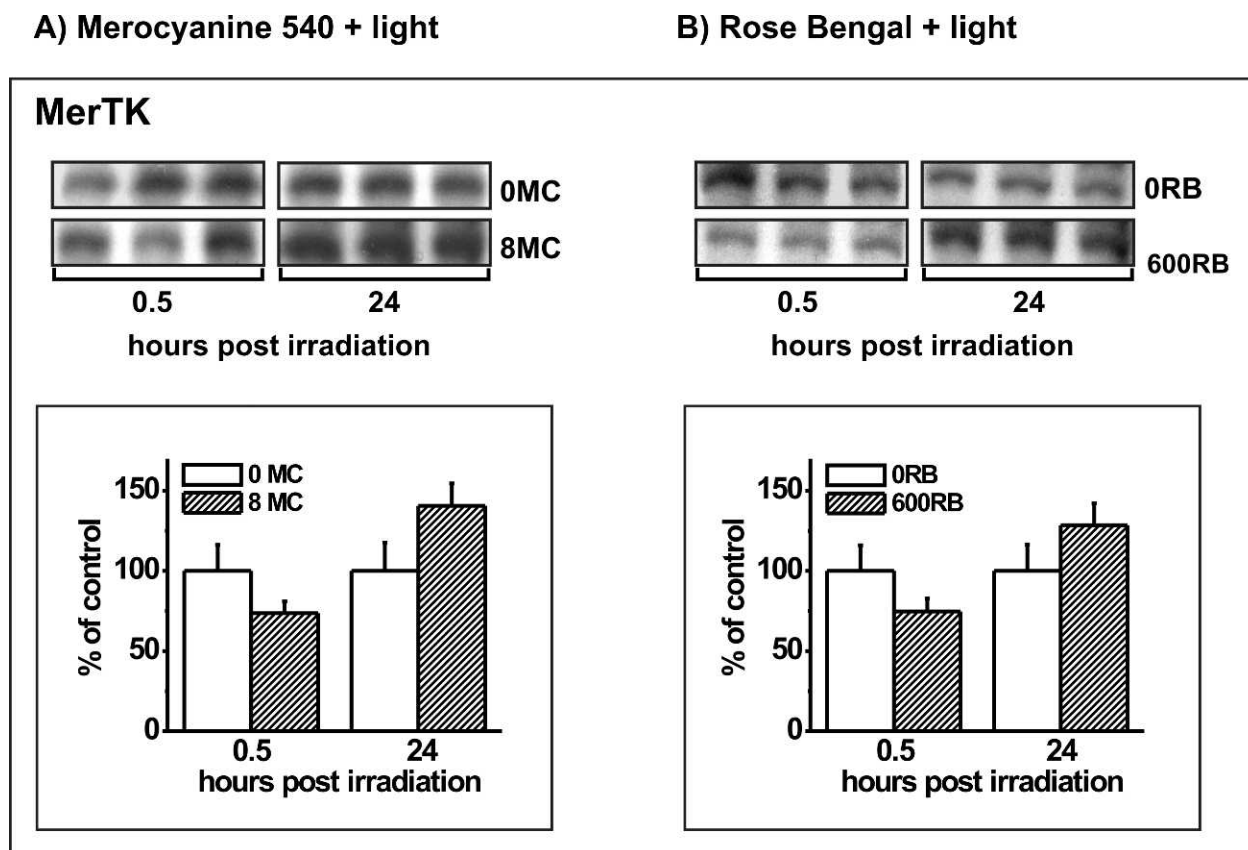 A) Merocyanine 540 + light
B) Rose Bengal + light
MerTK
0MC
8MC
0.5
24
hours post irradiation
0RB
600RB
0.5
24
hours post irradiation
0 MC
8 MC
% of control
150
100
50
0
0.5
24
hours post irradiation
0RB
600RB
% of control
150
100
50
0
0.5
24
hours post irradiation